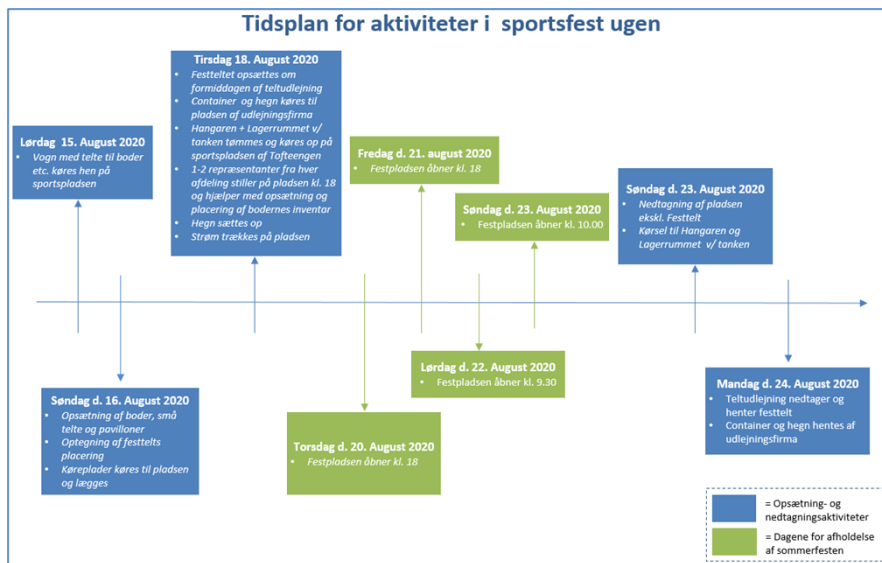 Tidsplan for aktiviteter i sportsfest ugen
Lørdag 15. August 2020
• Vogn med telte til boder
etc. køres hen på
sportspladsen
Søndag d. 16. August 2020
• Opsætning af boder, små
telte og pavilloner
• Optegning af festtelts
placering
• Køreplader køres til pladsen
og lægges
Tirsdag 18. August 2020
• Festteltet opsættes om
formiddagen af teltudlejning
• Container og hegn køres til
pladsen af udlejningsfirma
• Hangaren + Lagerrummet v/
tanken tømmes og køres op på
sportspladsen af Tofteengen
• 1-2 repræsentanter fra hver
afdeling stiller på pladsen kl. 18
og hjælper med opsætning og
placering af bodernes inventar
• Hegn sættes op
• Strøm trækkes på pladsen
Torsdag d. 20. August 2020
• Festpladsen åbner kl. 18
Fredag d. 21. august 2020
• Festpladsen åbner kl. 18
Lørdag d. 22. August 2020
• Festpladsen åbner kl. 9.30
Søndag d. 23. August 2020
• Festpladsen åbner kl. 10.00
Søndag d. 23. August 2020
• Nedtagning af pladsen
ekskl. Festtelt
• Kørsel til Hangaren og
Lagerrummet v/ tanken
Mandag d. 24. August 2020
• Teltudlejning nedtager og
henter festtelt
• Container og hegn hentes af
udlejningsfirma
= Opsætning- og
nedtagningsaktiviteter
= Dagene for afholdelse
af sommerfesten